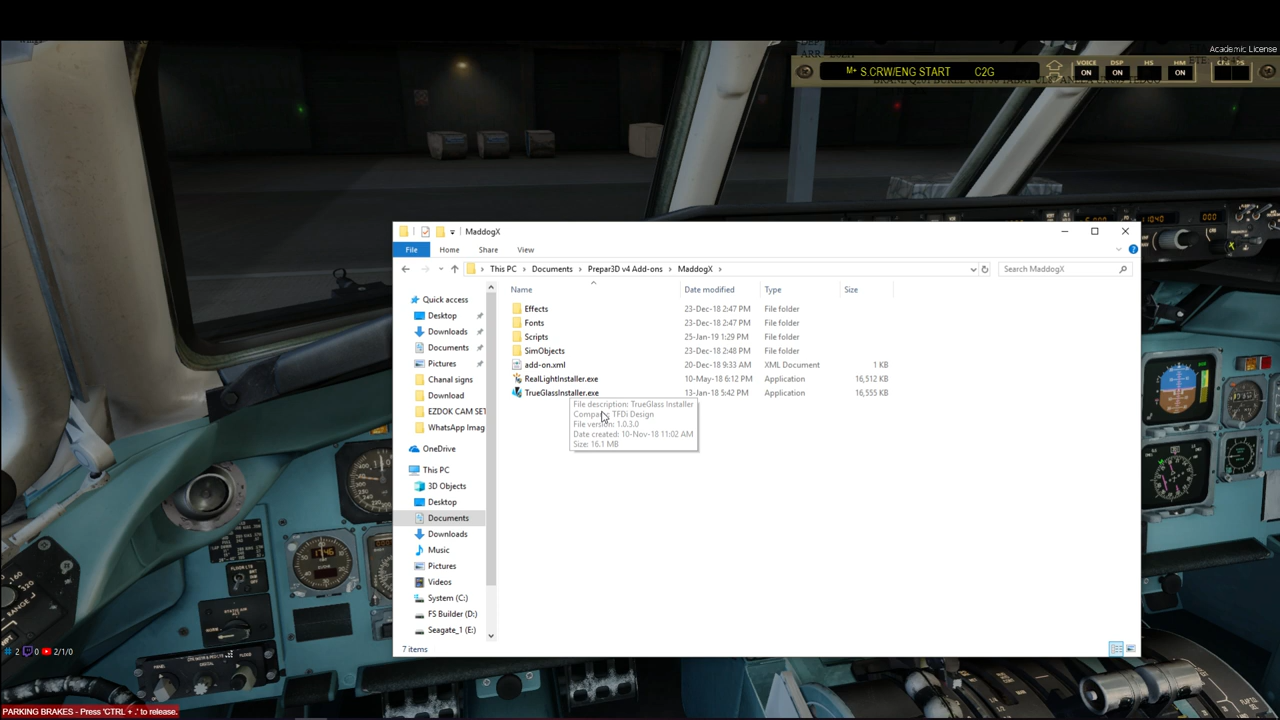 Academic License
M+ S.CRW/ENG START C2G
VOICE DSP HS HM
ON ON ON
MaddogX
File Home Share View
This PC > Documents > Prepar3D v4 Add-ons > MaddogX >
Search MaddogX
Name Date modified Type Size
Effects 23-Dec-18 2:47 PM File folder
Fonts 23-Dec-18 2:47 PM File folder
Scripts 25-Jan-19 1:29 PM File folder
SimObjects 23-Dec-18 2:48 PM File folder
add-on.xml 20-Dec-18 9:33 AM XML Document 1 KB
RealLightInstaller.exe 10-May-18 6:12 PM Application 16,512 KB
TrueGlassInstaller.exe 13-Jan-18 5:42 PM Application 16,555 KB
File description: TrueGlass Installer
Company: TFDi Design
File version: 1.0.3.0
Date created: 10-Nov-18 11:02 AM
Size: 16.1 MB
Quick access
Desktop
Downloads
Documents
Pictures
Chanal signs
Download
EZDOK CAM SET
WhatsApp Imag
OneDrive
This PC
3D Objects
Desktop
Documents
Downloads
Music
Pictures
Videos
System (C:)
FS Builder (D:)
Seagate_1 (E:)
7 items
2 0 2/1/0
PARKING BRAKES - Press 'CTRL + .' to release.